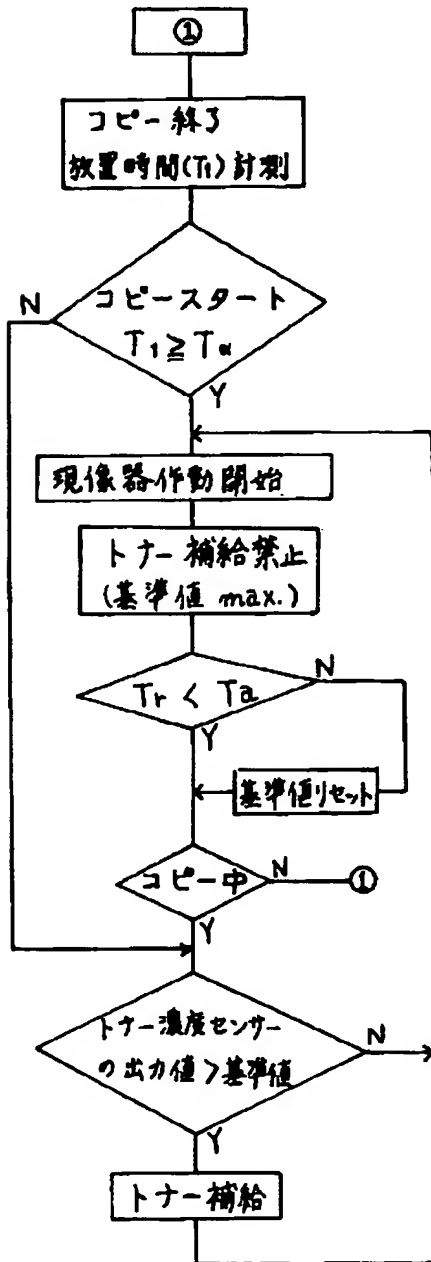 ①
コピー終了
放置時間(T₁)計測
コピースタート
N
T₁≧Tα
Y
現像器作動開始
トナー補給禁止
(基準値 max.)
Tr < Ta
N
Y
基準値リセット
コピー中
N
①
Y
トナー濃度センサー
の出力値>基準値
N
Y
トナー補給